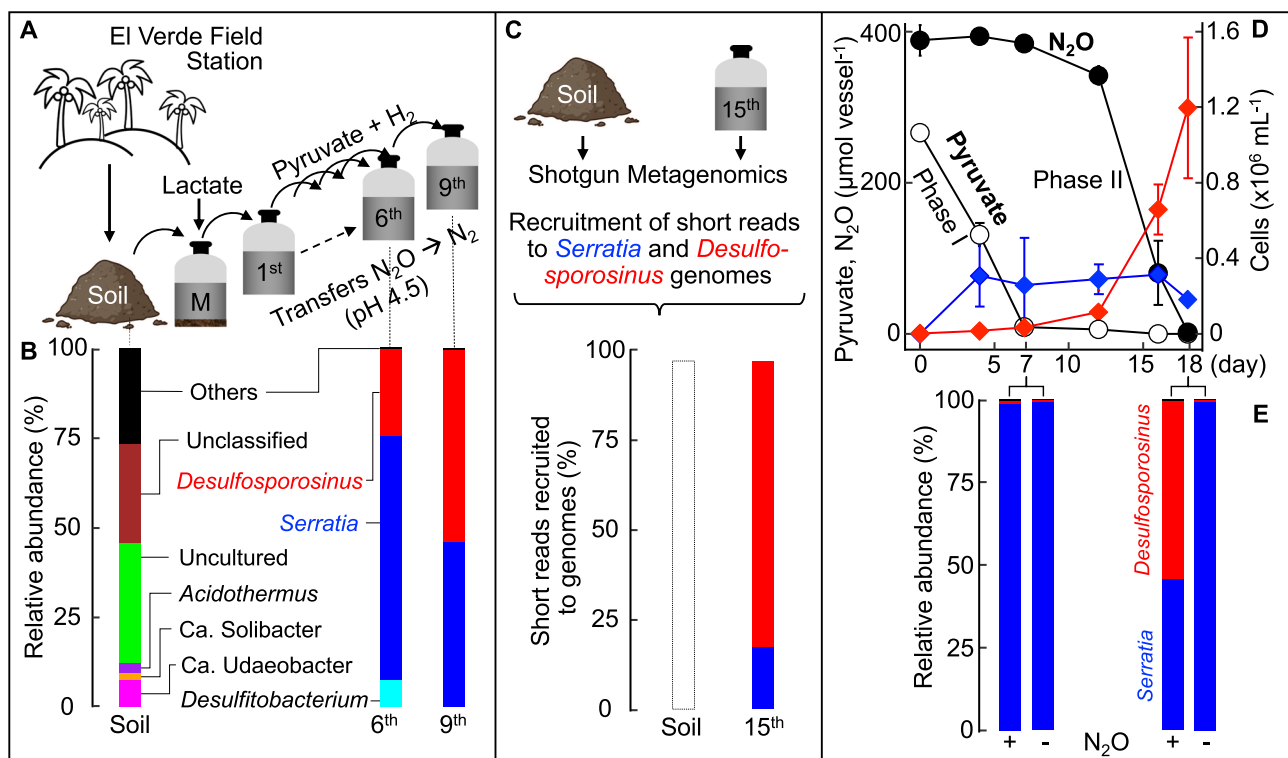 A
El Verde Field
Station
Pyruvate + H2
Lactate
Soil
M
1st
6th
9th
Transfers N2O → N2
(pH 4.5)
B
Relative abundance (%)
100
75
50
25
0
Others
Unclassified
Desulfosporosinus
Serratia
Uncultured
Acidothermus
Ca. Solibacter
Ca. Udaeobacter
Desulfitobacterium
Soil
6th
9th
C
Soil
15th
Shotgun Metagenomics
Recruitment of short reads
to Serratia and Desulfo-
sporosinus genomes
Short reads recruited
to genomes (%)
100
75
50
25
0
Soil
15th
D
Pyruvate, N2O (µmol vessel-1)
400
200
0
N2O
Pyruvate
Phase I
Phase II
1.6
1.2
0.8
0.4
0
Cells (x10^6 mL-1)
0
5
7
10
15
18
(day)
E
Relative abundance (%)
100
75
50
25
0
Desulfosporosinus
Serratia
+
-
N2O
+
-